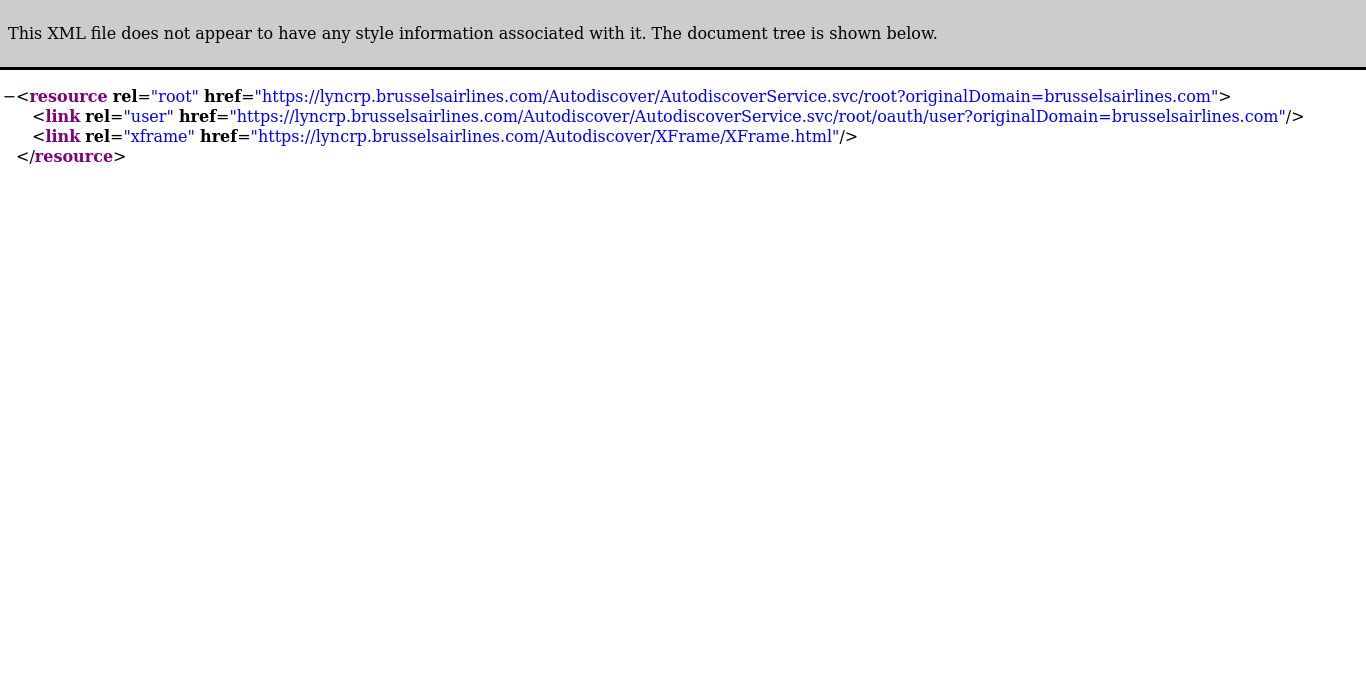 This XML file does not appear to have any style information associated with it. The document tree is shown below.
−<resource rel="root" href="https://lyncrp.brusselsairlines.com/Autodiscover/AutodiscoverService.svc/root?originalDomain=brusselsairlines.com">
<link rel="user" href="https://lyncrp.brusselsairlines.com/Autodiscover/AutodiscoverService.svc/root/oauth/user?originalDomain=brusselsairlines.com"/>
<link rel="xframe" href="https://lyncrp.brusselsairlines.com/Autodiscover/XFrame/XFrame.html"/>
</resource>